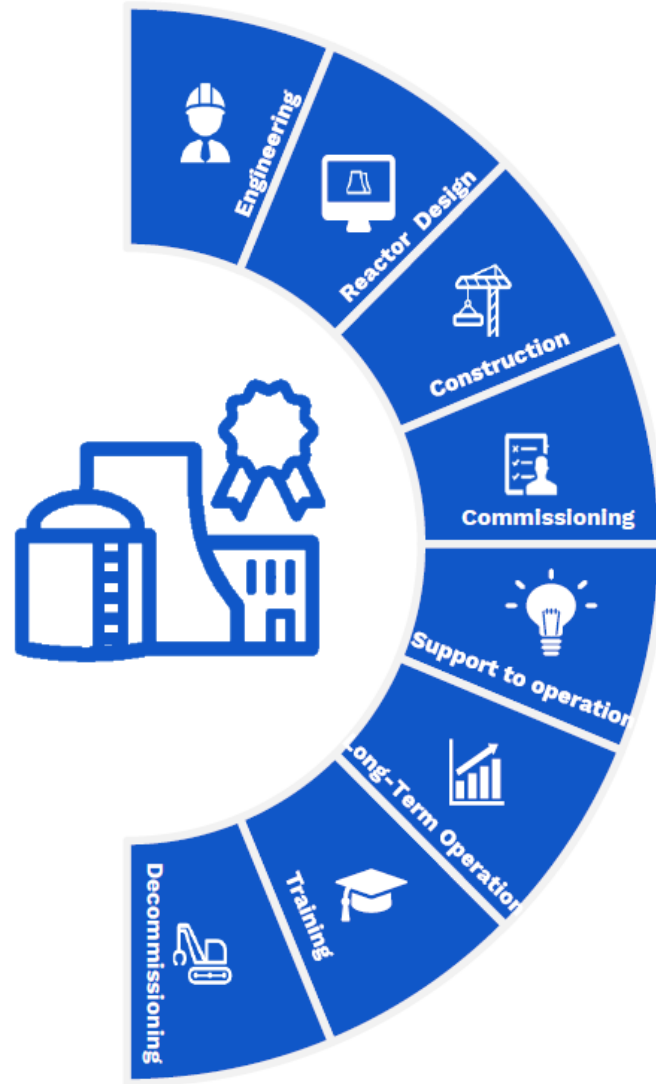 Engineering
Reactor Design
Construction
Commissioning
Support to operation
Long-Term Operation
Training
Decommissioning